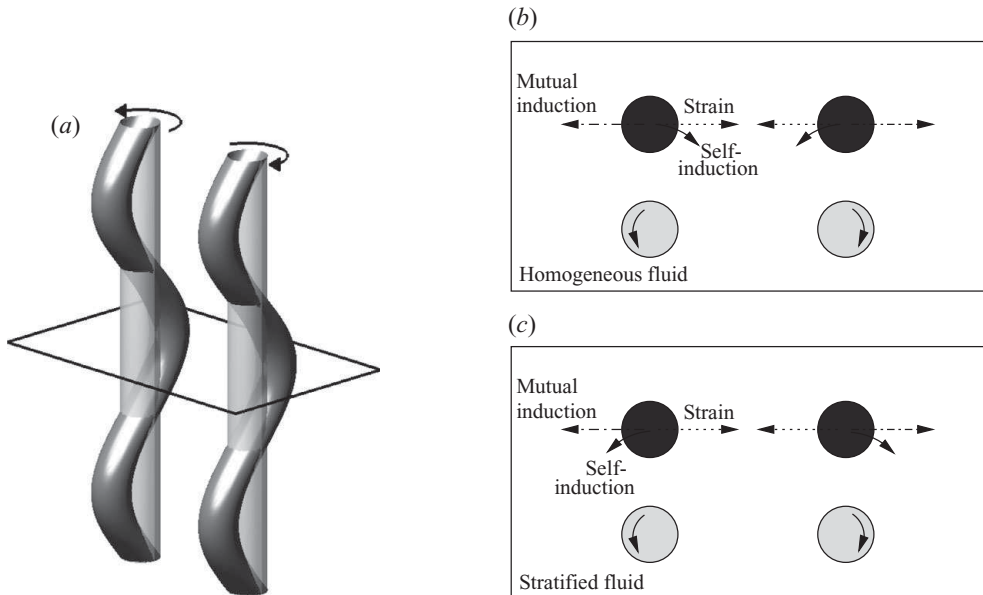 (a)
(b)
Mutual
induction
Strain
Self-
induction
Homogeneous fluid
(c)
Mutual
induction
Strain
Self-
induction
Stratified fluid